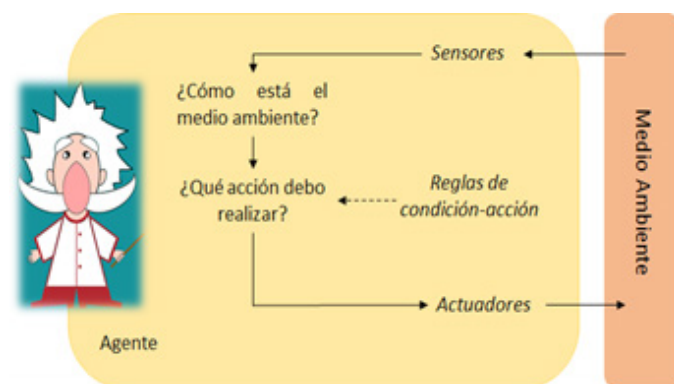 Sensores
¿Cómo está el
medio ambiente?
¿Qué acción debo
realizar?
Reglas de
condición-acción
Actuadores
Agente
Medio Ambiente